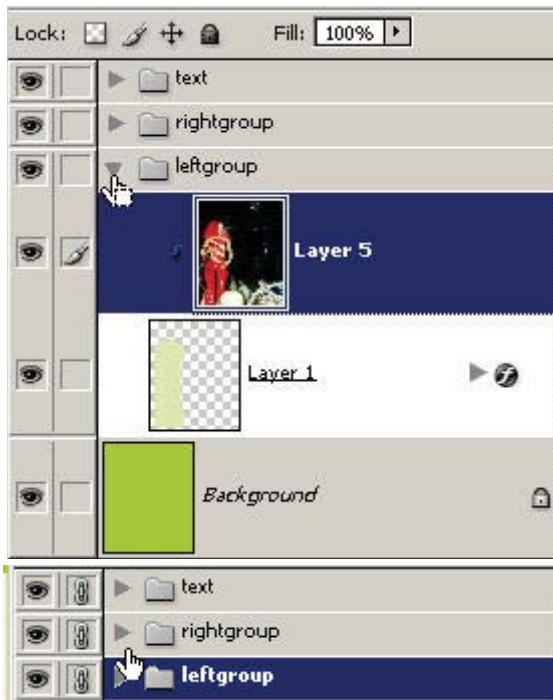 Lock: Fill: 100%
text
rightgroup
leftgroup
Layer 5
Layer 1
Background
text
rightgroup
leftgroup